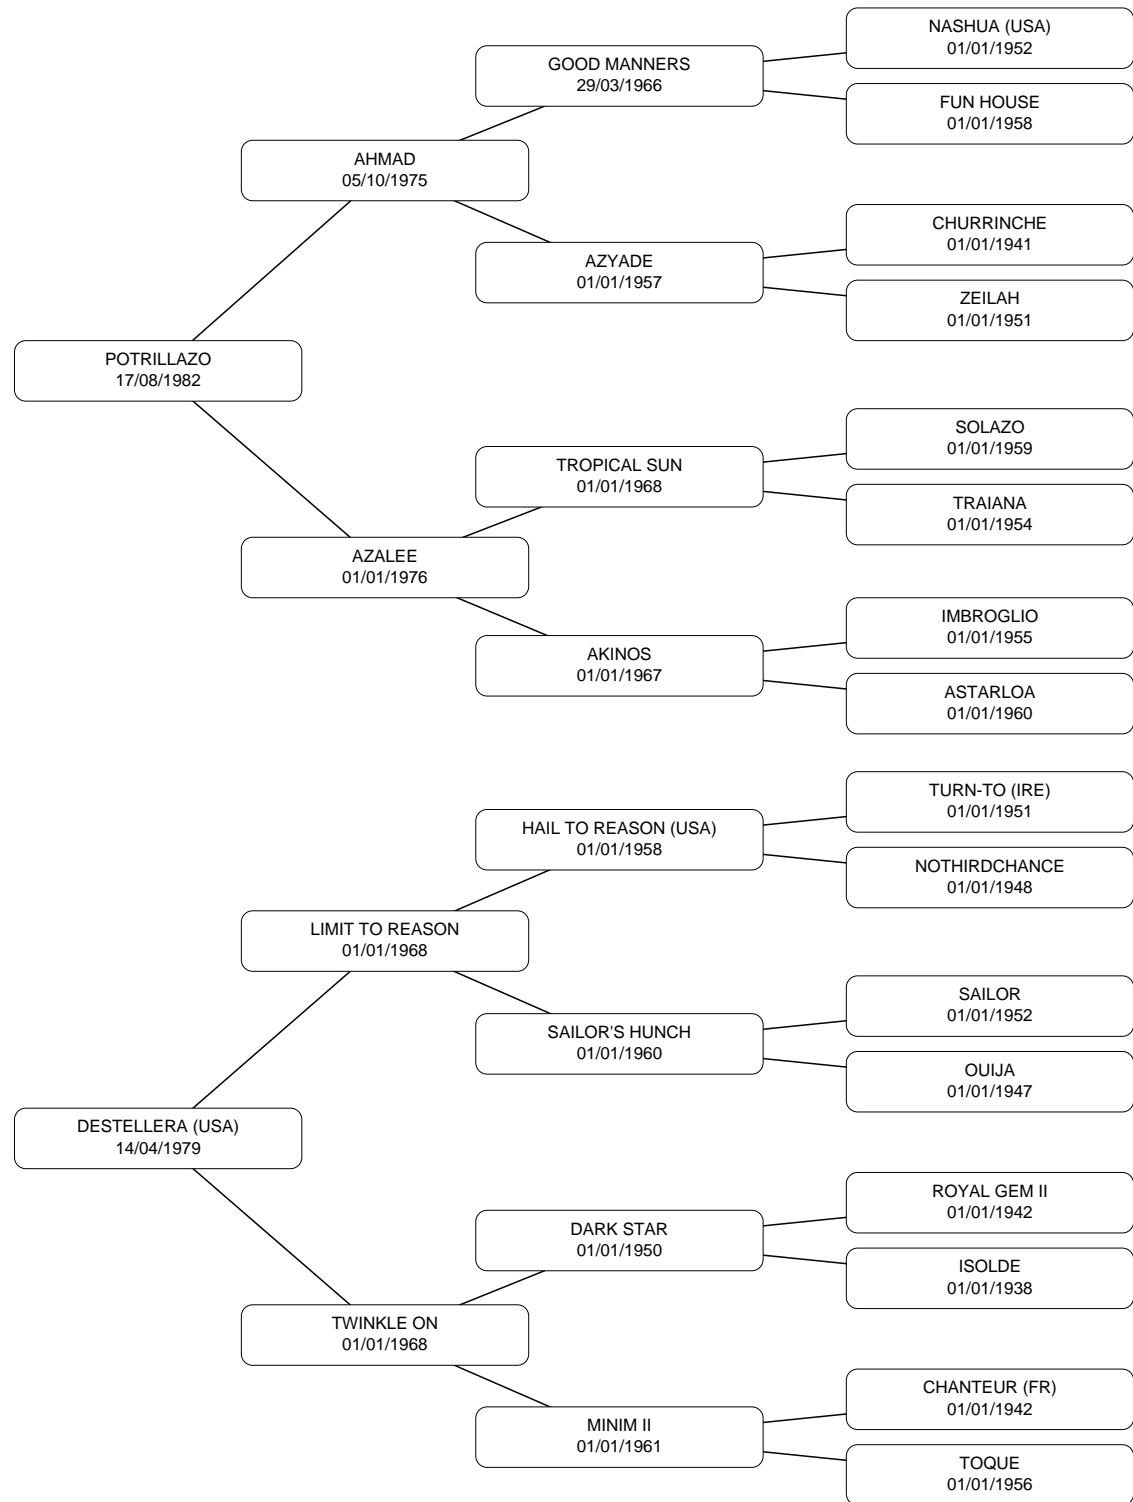 NASHUA (USA)
01/01/1952
GOOD MANNERS
29/03/1966
FUN HOUSE
01/01/1958
AHMAD
05/10/1975
CHURRINCHE
01/01/1941
AZYADE
01/01/1957
ZEILAH
01/01/1951
POTRILLAZO
17/08/1982
SOLAZO
01/01/1959
TROPICAL SUN
01/01/1968
TRAIANA
01/01/1954
AZALEE
01/01/1976
IMBROGLIO
01/01/1955
AKINOS
01/01/1967
ASTARLOA
01/01/1960
TURN-TO (IRE)
01/01/1951
HAIL TO REASON (USA)
01/01/1958
NOTHIRDCHANCE
01/01/1948
LIMIT TO REASON
01/01/1968
SAILOR
01/01/1952
SAILOR'S HUNCH
01/01/1960
OUIJA
01/01/1947
DESTELLERA (USA)
14/04/1979
ROYAL GEM II
01/01/1942
DARK STAR
01/01/1950
ISOLDE
01/01/1938
TWINKLE ON
01/01/1968
CHANTEUR (FR)
01/01/1942
MINIM II
01/01/1961
TOQUE
01/01/1956